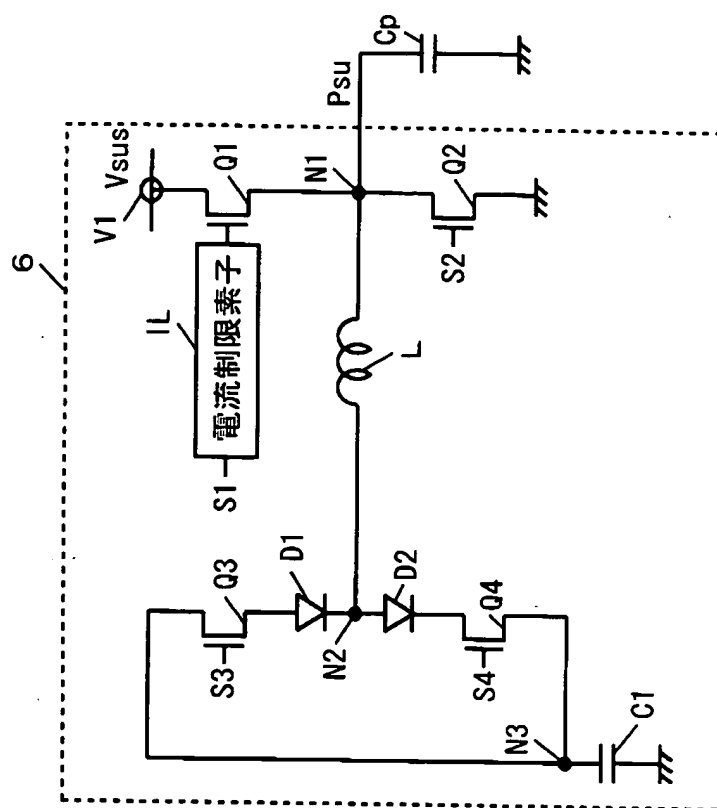 6
V1
Vsus
IL
S1
電流制限素子
Q1
Psu
N1
Cp
L
S2
Q2
S3
Q3
D1
N2
D2
S4
Q4
N3
C1